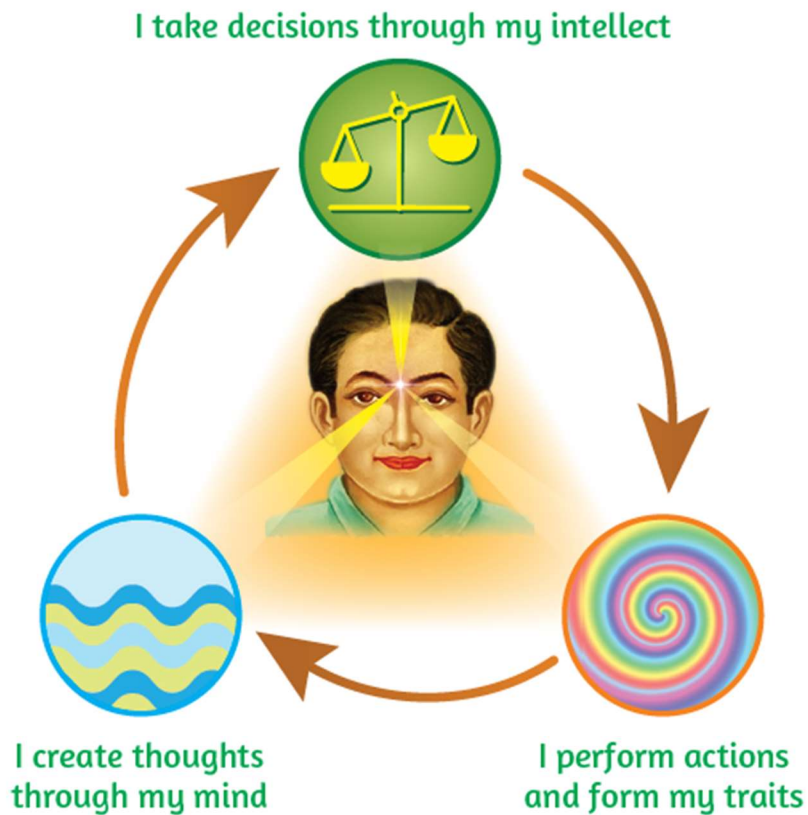 I take decisions through my intellect
I create thoughts
through my mind
I perform actions
and form my traits